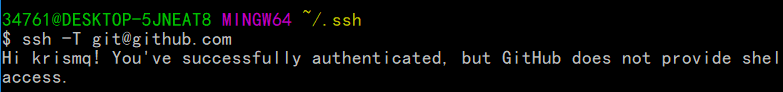 34761@DESKTOP-5JNEAT8 MINGW64 ~/.ssh
$ ssh -T git@github.com
Hi krismq! You've successfully authenticated, but GitHub does not provide shel
access.